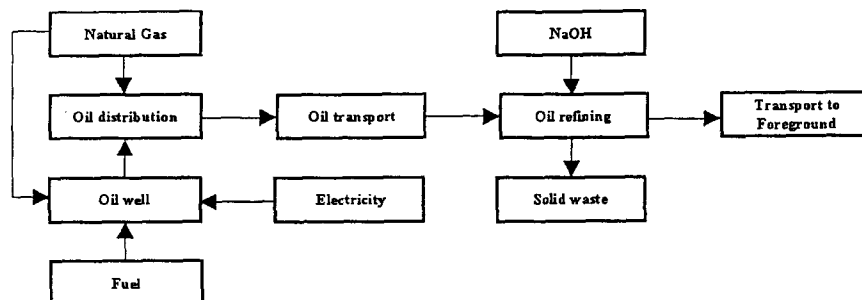 Natural Gas
NaOH
Oil distribution
Oil transport
Oil refining
Transport to
Foreground
Oil well
Electricity
Solid waste
Fuel